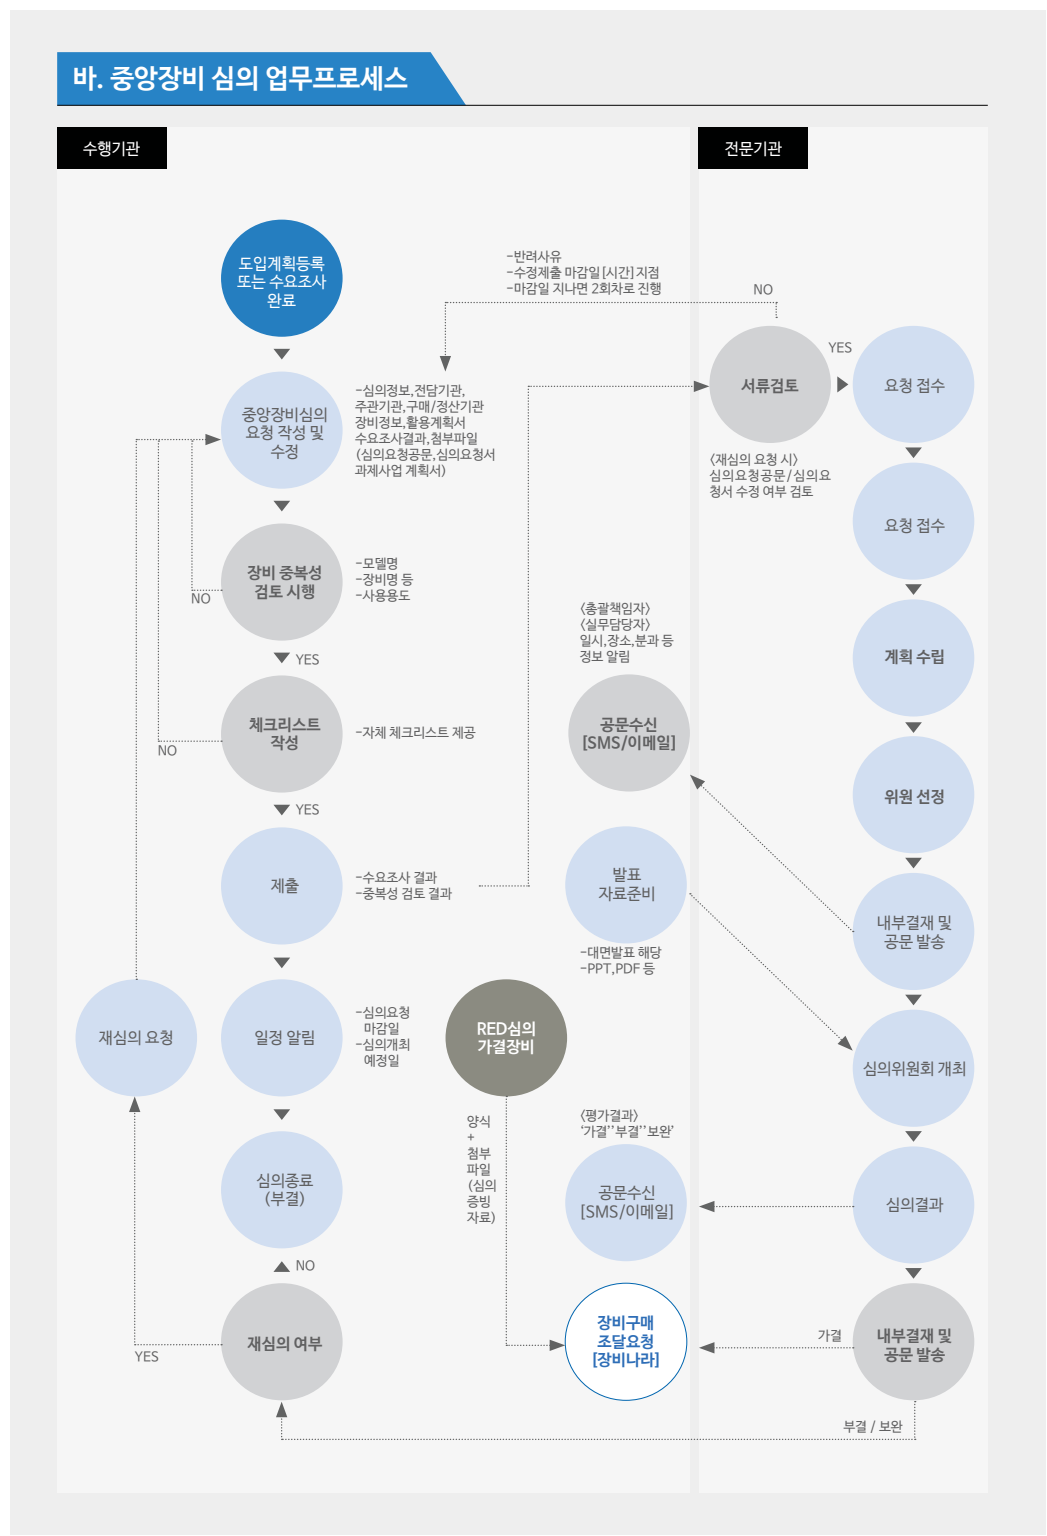 바. 중앙장비 심의 업무프로세스
수행기관
전문기관
도입계획등록
또는 수요조사
완료
-반려사유
-수정제출 마감일[시간]지점
-마감일 지나면 2회차로 진행
NO
YES
서류검토
요청 접수
중앙장비심의
요청 작성 및
수정
-심의정보,전담기관,
주관기관,구매/정산기관
장비정보,활용계획서
수요조사결과,첨부파일
(심의요청공문,심의요청서
과제사업 계획서)
〈재심의 요청 시〉
심의요청공문/심의요
청서 수정 여부 검토
요청 접수
장비 중복성
검토 시행
-모델명
-장비명 등
-사용용도
NO
YES
〈총괄책임자〉
〈실무담당자〉
일시,장소,분과 등
정보 알림
계획 수립
체크리스트
작성
-자체 체크리스트 제공
NO
YES
공문수신
[SMS/이메일]
위원 선정
제출
-수요조사 결과
-중복성 검토 결과
발표
자료준비
-대면발표 해당
-PPT,PDF 등
내부결재 및
공문 발송
재심의 요청
일정 알림
-심의요청
마감일
-심의개최
예정일
RED심의
가결장비
심의위원회 개최
양식
+
첨부
파일
(심의
증빙
자료)
〈평가결과〉
‘가결’’부결’’보완’
심의종료
(부결)
공문수신
[SMS/이메일]
심의결과
NO
재심의 여부
YES
장비구매
조달요청
[장비나라]
가결
내부결재 및
공문 발송
부결 / 보완